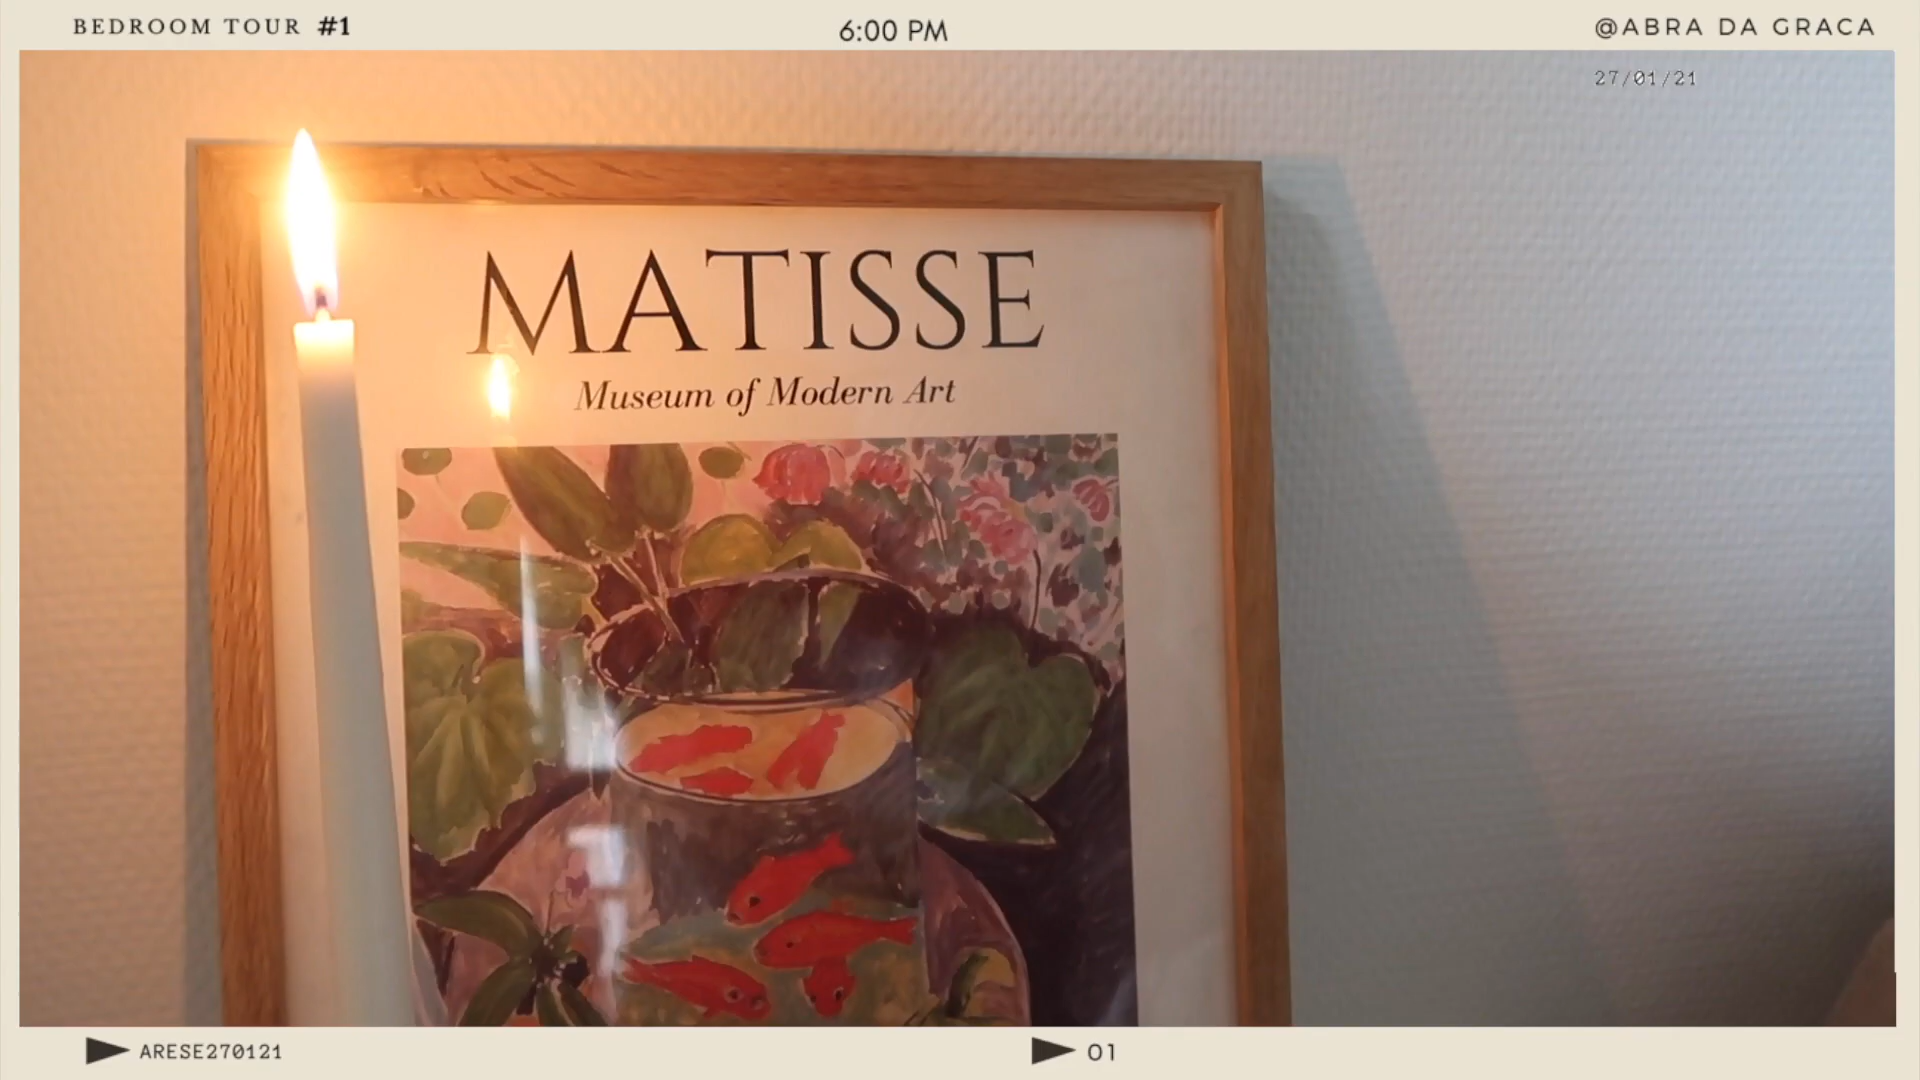 BEDROOM TOUR #1
6:00 PM
@ABRA DA GRACA
27/01/21
MATISSE
Museum of Modern Art
ARESE270121
01